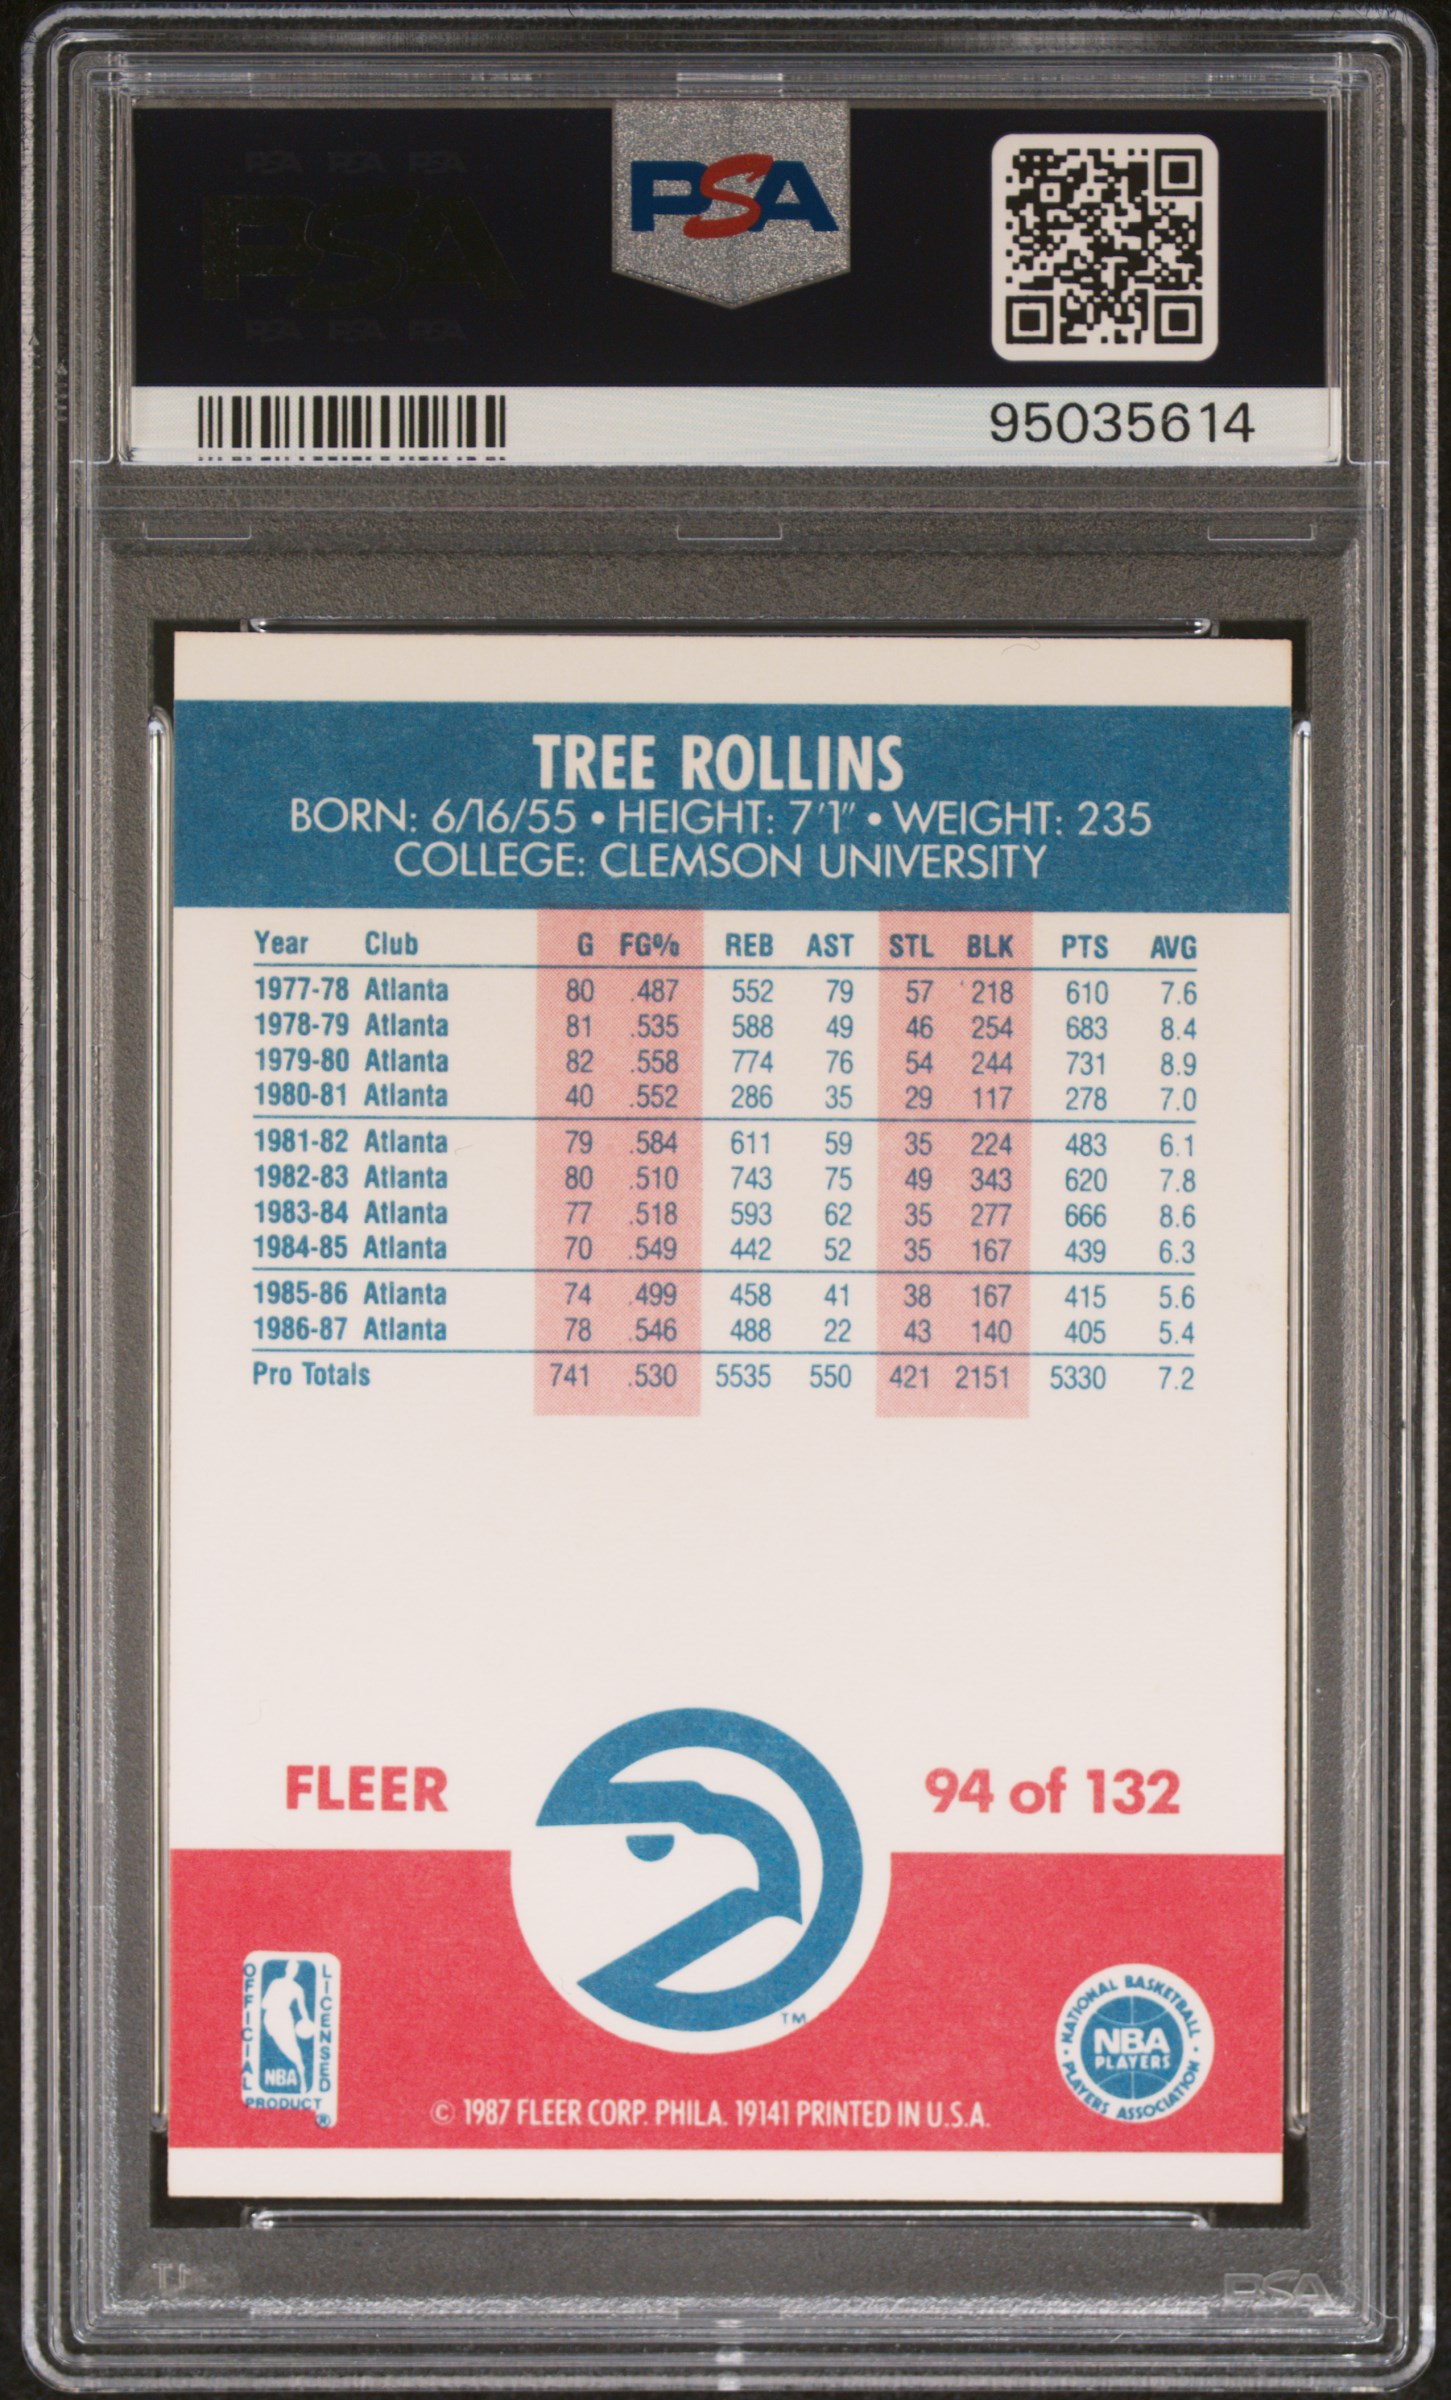 PSA PSA PSA
PSA
PSA PSA PSA
PSA
95035614
TREE ROLLINS
BORN: 6/16/55 • HEIGHT: 7'1" • WEIGHT: 235
COLLEGE: CLEMSON UNIVERSITY
Year Club G FG% REB AST STL BLK PTS AVG
1977-78 Atlanta 80 .487 552 79 57 218 610 7.6
1978-79 Atlanta 81 .535 588 49 46 254 683 8.4
1979-80 Atlanta 82 .558 774 76 54 244 731 8.9
1980-81 Atlanta 40 .552 286 35 29 117 278 7.0
1981-82 Atlanta 79 .584 611 59 35 224 483 6.1
1982-83 Atlanta 80 .510 743 75 49 343 620 7.8
1983-84 Atlanta 77 .518 593 62 35 277 666 8.6
1984-85 Atlanta 70 .549 442 52 35 167 439 6.3
1985-86 Atlanta 74 .499 458 41 38 167 415 5.6
1986-87 Atlanta 78 .546 488 22 43 140 405 5.4
Pro Totals 741 .530 5535 550 421 2151 5330 7.2
FLEER
94 of 132
TM
OFFICIAL LICENSED
NBA
PRODUCT ®
NATIONAL BASKETBALL
NBA
PLAYERS
• PLAYERS ASSOCIATION •
© 1987 FLEER CORP. PHILA. 19141 PRINTED IN U.S.A.
PSA